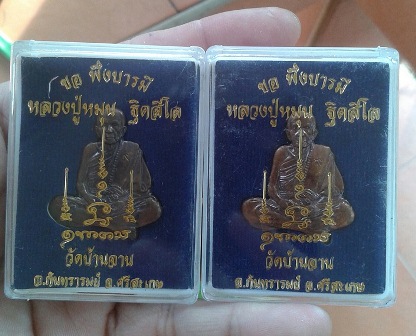 ขอ พึ่งบารมี
หลวงปู่หมุน ฐิตสีโล
วัดบ้านจาน
อ.กันทรารมย์ จ.ศรีสะเกษ
ขอ พึ่งบารมี
หลวงปู่หมุน ฐิตสีโล
วัดบ้านจาน
อ.กันทรารมย์ จ.ศรีสะเกษ